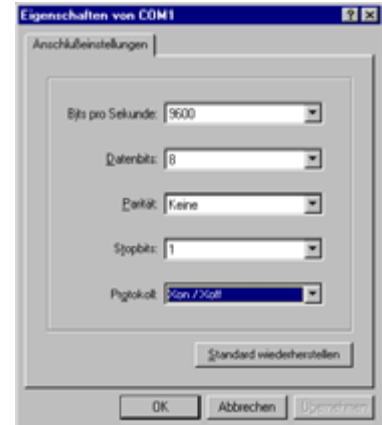 Eigenschaften von COM1
Anschlußeinstellungen
Bits pro Sekunde: 9600
Datenbits: 8
Parität: Keine
Stopbits: 1
Protokoll: Xon / Xoff
Standard wiederherstellen
OK Abbrechen Übernehmen